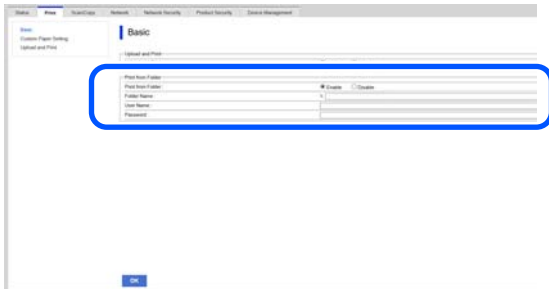 Status Print Scan/Copy Network Network Security Product Security Device Management
Basic
Custom Paper Setting
Upload and Print
Basic
Upload and Print
Print from Folder
Print from Folder Enable Disable
Folder Name
User Name
Password
OK